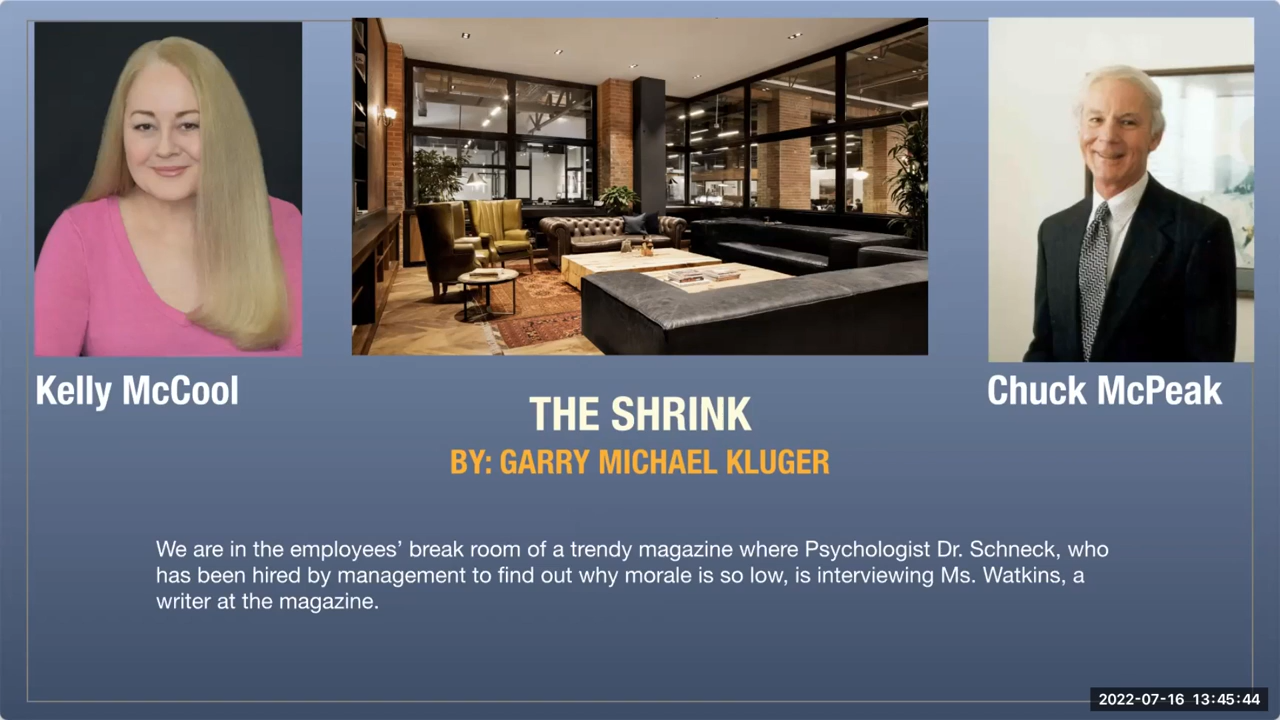 Kelly McCool
Chuck McPeak
THE SHRINK
BY: GARRY MICHAEL KLUGER
We are in the employees’ break room of a trendy magazine where Psychologist Dr. Schneck, who
has been hired by management to find out why morale is so low, is interviewing Ms. Watkins, a
writer at the magazine.
2022-07-16 13:45:44